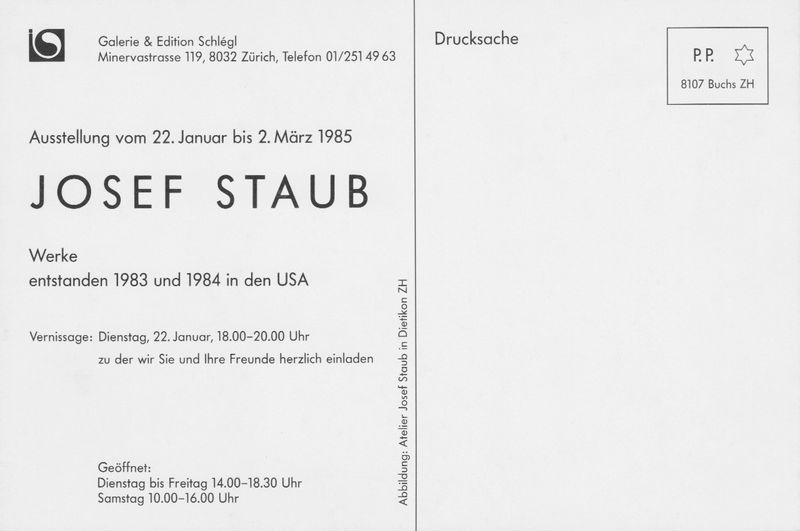 Galerie & Edition Schlégl
Minervastrasse 119, 8032 Zürich, Telefon 01/251 49 63
Ausstellung vom 22. Januar bis 2. März 1985
JOSEF STAUB
Werke
entstanden 1983 und 1984 in den USA
Vernissage: Dienstag, 22. Januar, 18.00–20.00 Uhr
zu der wir Sie und Ihre Freunde herzlich einladen
Geöffnet:
Dienstag bis Freitag 14.00–18.30 Uhr
Samstag 10.00–16.00 Uhr
Abbildung: Atelier Josef Staub in Dietikon ZH
Drucksache
P. P.
8107 Buchs ZH